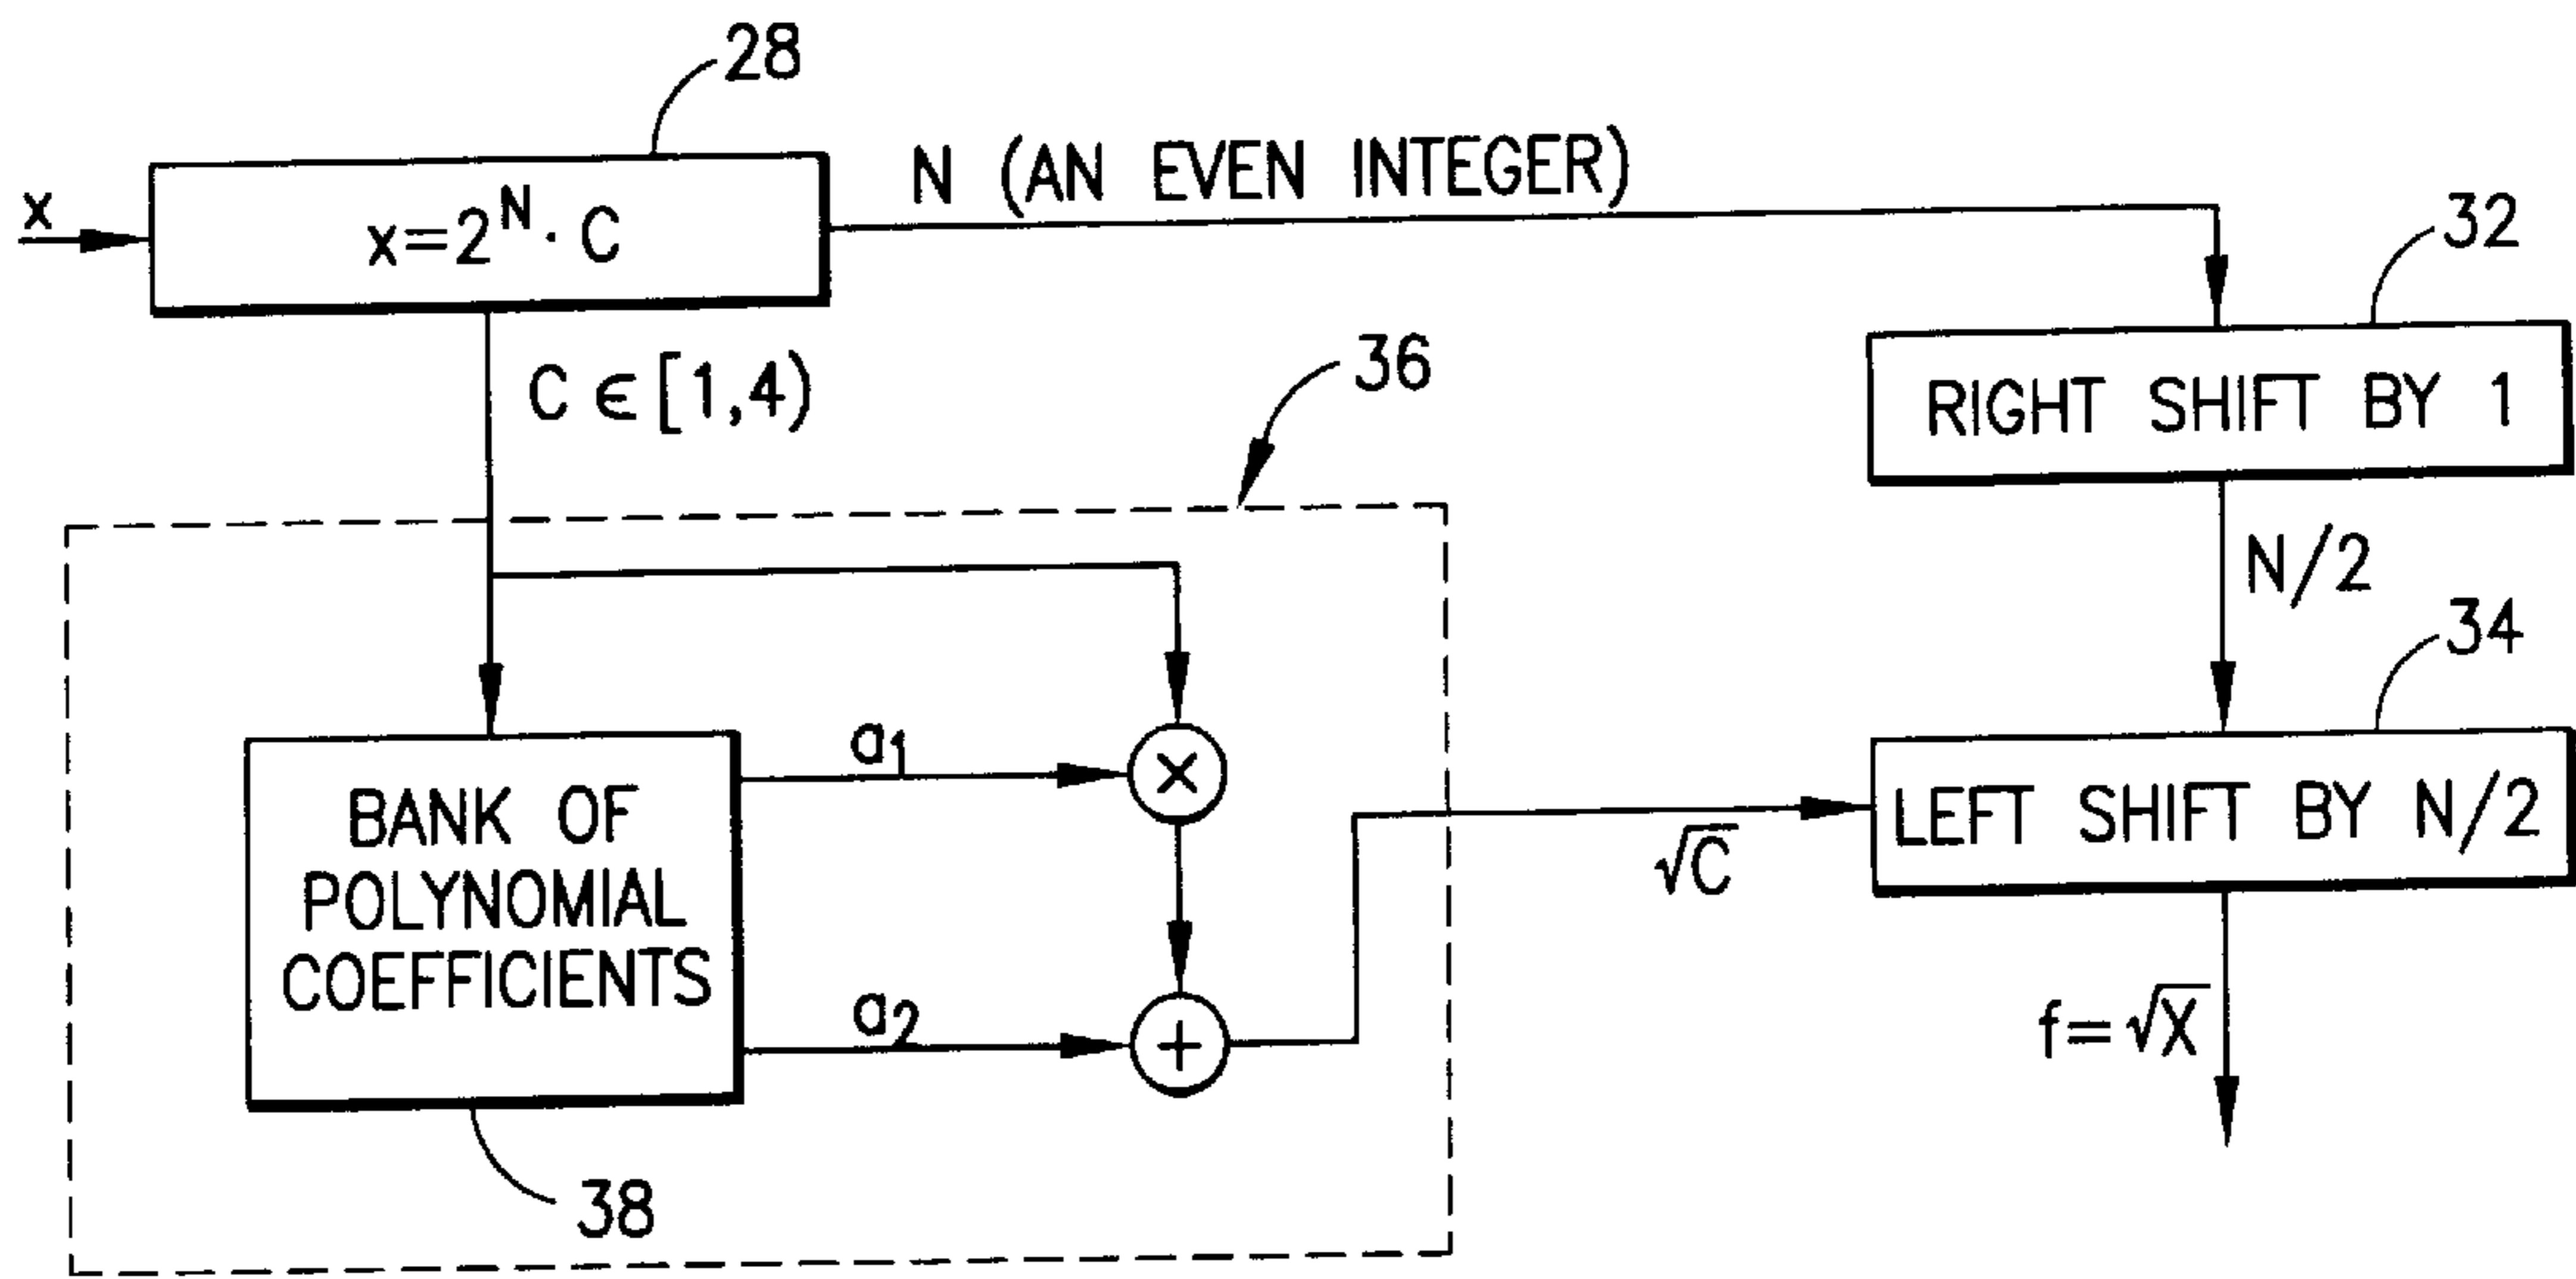 28
x
x=2^N · C
N (AN EVEN INTEGER)
32
C ∈ [1,4)
36
RIGHT SHIFT BY 1
N/2
34
a1
BANK OF
POLYNOMIAL
COEFFICIENTS
×
LEFT SHIFT BY N/2
√C
a2
+
f=√X
38